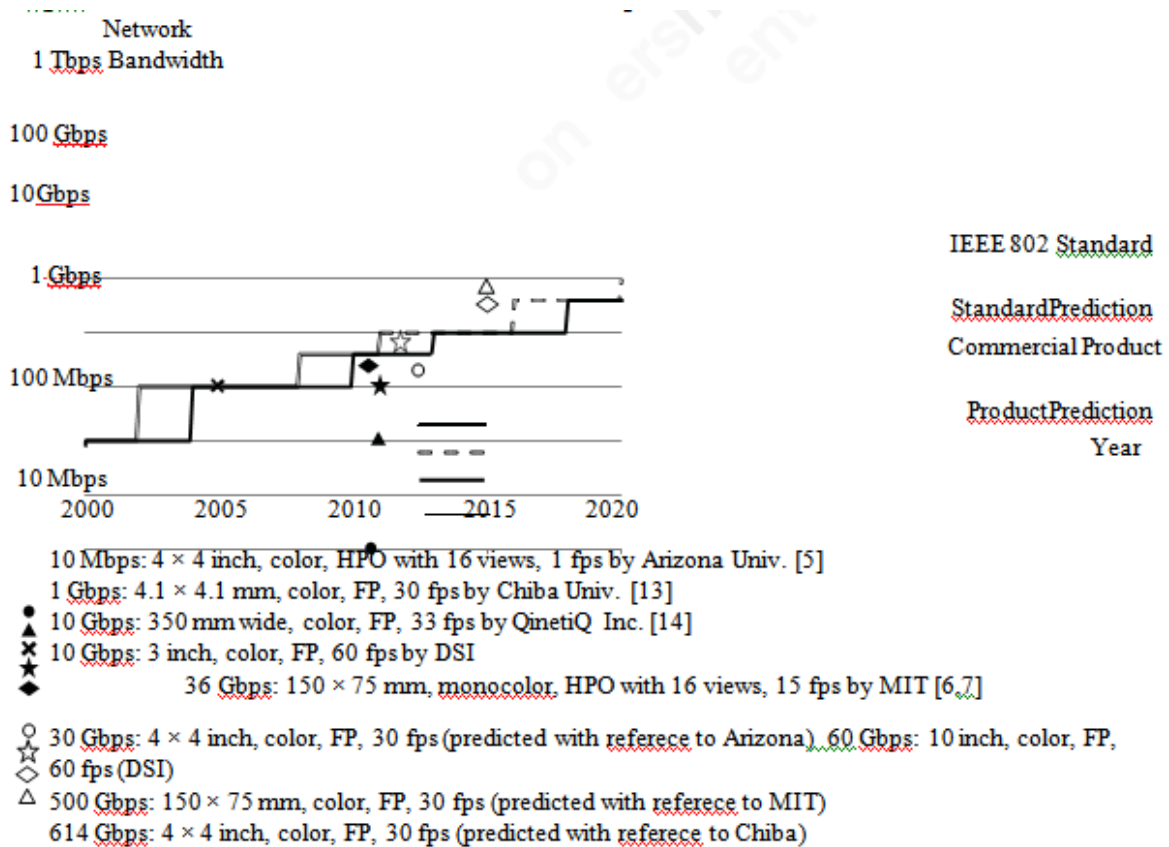 Network
1 Tbps Bandwidth
100 Gbps
10Gbps
IEEE 802 Standard
1 Gbps
StandardPrediction
Commercial Product
100 Mbps
ProductPrediction
Year
10 Mbps
2000 2005 2010 2015 2020
10 Mbps: 4 × 4 inch, color, HPO with 16 views, 1 fps by Arizona Univ. [5]
1 Gbps: 4.1 × 4.1 mm, color, FP, 30 fps by Chiba Univ. [13]
10 Gbps: 350 mm wide, color, FP, 33 fps by QinetiQ Inc. [14]
10 Gbps: 3 inch, color, FP, 60 fps by DSI
36 Gbps: 150 × 75 mm, monocolor, HPO with 16 views, 15 fps by MIT [6,7]
30 Gbps: 4 × 4 inch, color, FP, 30 fps (predicted with referece to Arizona) 60 Gbps: 10 inch, color, FP,
60 fps (DSI)
500 Gbps: 150 × 75 mm, color, FP, 30 fps (predicted with referece to MIT)
614 Gbps: 4 × 4 inch, color, FP, 30 fps (predicted with referece to Chiba)